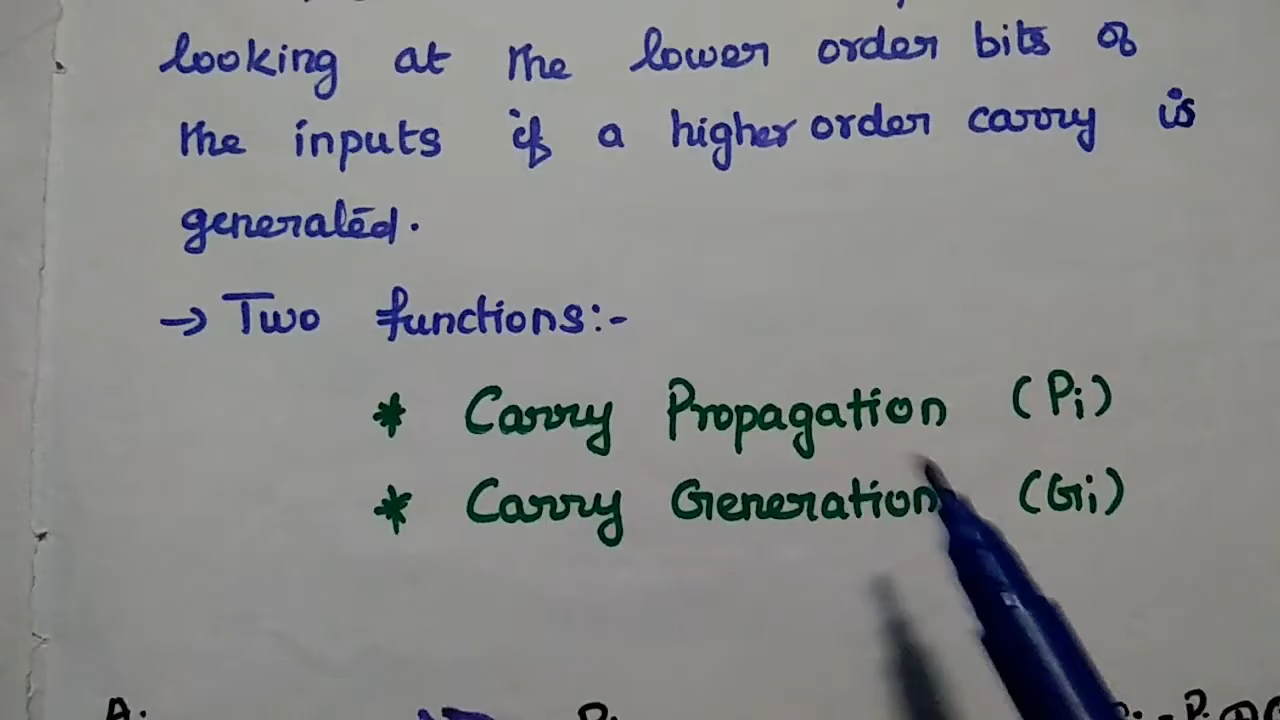 looking at the lower order bits of
the inputs if a higher order carry is
generated.
→ Two functions:-
* Carry Propagation (Pi)
* Carry Generation (Gi)